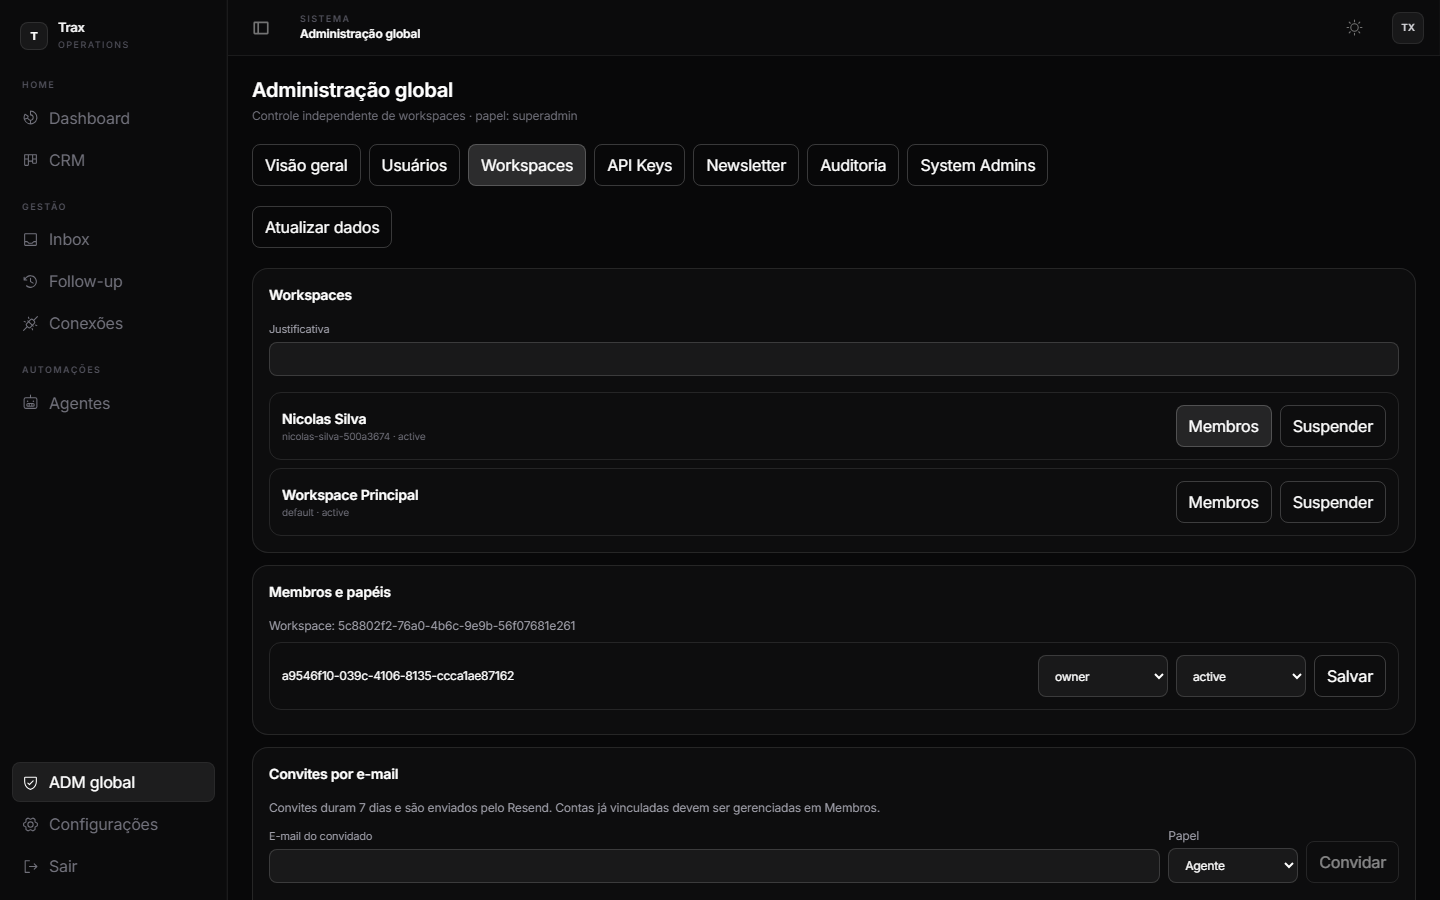 T
Trax
OPERATIONS
HOME
Dashboard
CRM
GESTÃO
Inbox
Follow-up
Conexões
AUTOMAÇÕES
Agentes
ADM global
Configurações
Sair
SISTEMA
Administração global
TX
Administração global
Controle independente de workspaces · papel: superadmin
Visão geral
Usuários
Workspaces
API Keys
Newsletter
Auditoria
System Admins
Atualizar dados
Workspaces
Justificativa
Nicolas Silva
nicolas-silva-500a3674 · active
Membros
Suspender
Workspace Principal
default · active
Membros
Suspender
Membros e papéis
Workspace: 5c8802f2-76a0-4b6c-9e9b-56f07681e261
a9546f10-039c-4106-8135-ccca1ae87162
owner
active
Salvar
Convites por e-mail
Convites duram 7 dias e são enviados pelo Resend. Contas já vinculadas devem ser gerenciadas em Membros.
E-mail do convidado
Papel
Agente
Convidar